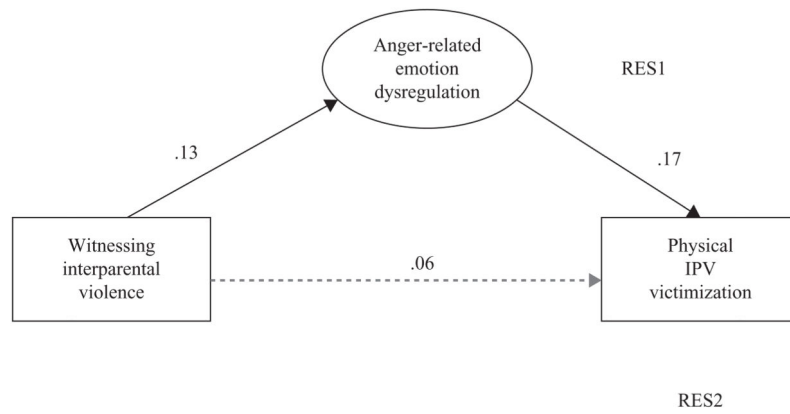 Anger-related
emotion
dysregulation
RES1
.13
.17
Witnessing
interparental
violence
.06
Physical
IPV
victimization
RES2